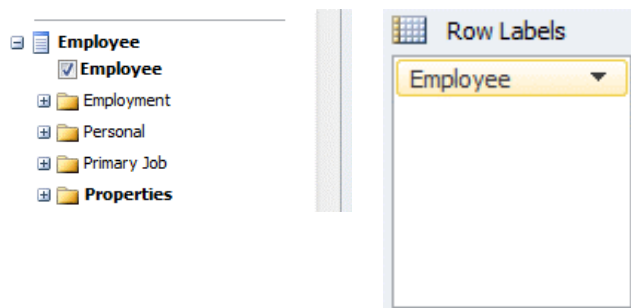 Employee
Employee
Employment
Personal
Primary Job
Properties
Row Labels
Employee